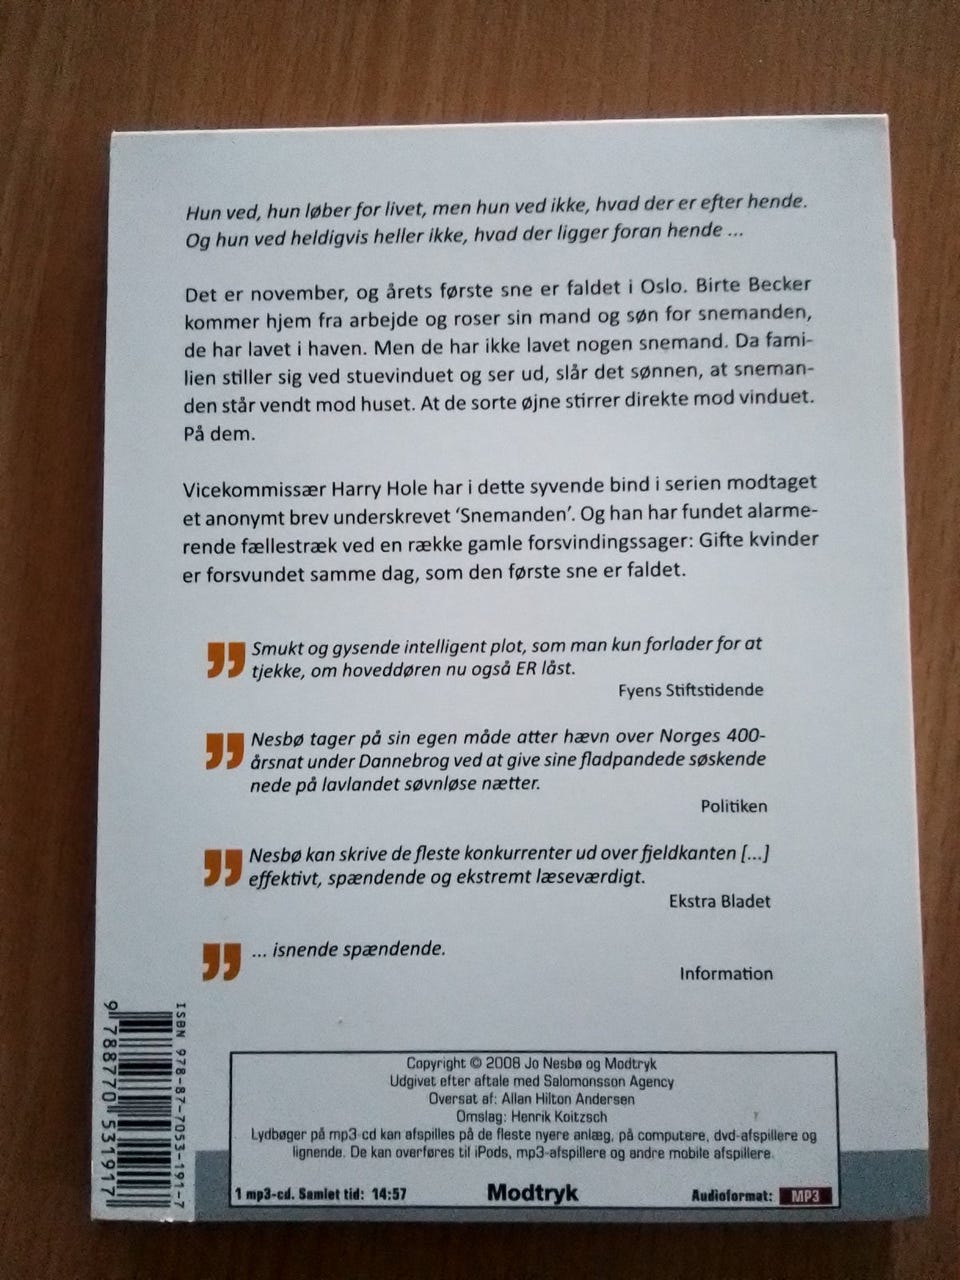 Hun ved, hun løber for livet, men hun ved ikke, hvad der er efter hende.
Og hun ved heldigvis heller ikke, hvad der ligger foran hende ...
Det er november, og årets første sne er faldet i Oslo. Birte Becker
kommer hjem fra arbejde og roser sin mand og søn for snemanden,
de har lavet i haven. Men de har ikke lavet nogen snemand. Da fami-
lien stiller sig ved stuevinduet og ser ud, slår det sønnen, at sneman-
den står vendt mod huset. At de sorte øjne stirrer direkte mod vinduet.
På dem.
Vicekommissær Harry Hole har i dette syvende bind i serien modtaget
et anonymt brev underskrevet ‘Snemanden’. Og han har fundet alarme-
rende fællestræk ved en række gamle forsvindingssager: Gifte kvinder
er forsvundet samme dag, som den første sne er faldet.
" Smukt og gysende intelligent plot, som man kun forlader for at
tjekke, om hoveddøren nu også ER låst.
Fyens Stiftstidende
" Nesbø tager på sin egen måde atter hævn over Norges 400-
årsnat under Dannebrog ved at give sine fladpandede søskende
nede på lavlandet søvnløse nætter.
Politiken
" Nesbø kan skrive de fleste konkurrenter ud over fjeldkanten [...]
effektivt, spændende og ekstremt læseværdigt.
Ekstra Bladet
" ... isnende spændende.
Information
ISBN 978-87-7053-191-7
9 788770 531917
Copyright © 2008 Jo Nesbø og Modtryk
Udgivet efter aftale med Salomonsson Agency
Oversat af: Allan Hilton Andersen
Omslag: Henrik Koitzsch
Lydbøger på mp3-cd kan afspilles på de fleste nyere anlæg, på computere, dvd-afspillere og
lignende. De kan overføres til iPods, mp3-afspillere og andre mobile afspillere.
1 mp3-cd. Samlet tid: 14:57 Modtryk Audioformat: MP3